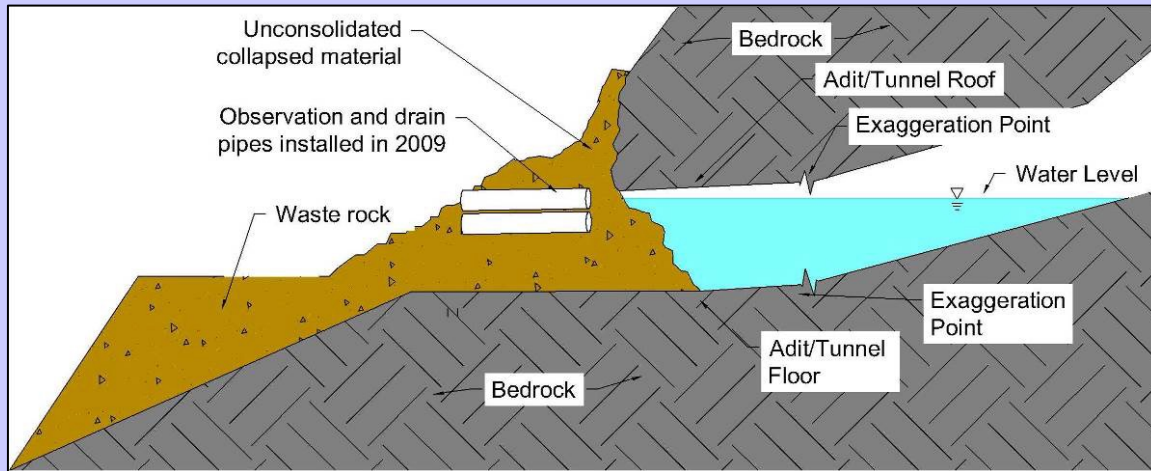 Unconsolidated
collapsed material
Bedrock
Adit/Tunnel Roof
Observation and drain
pipes installed in 2009
Exaggeration Point
Water Level
Waste rock
Exaggeration
Point
Adit/Tunnel
Floor
Bedrock